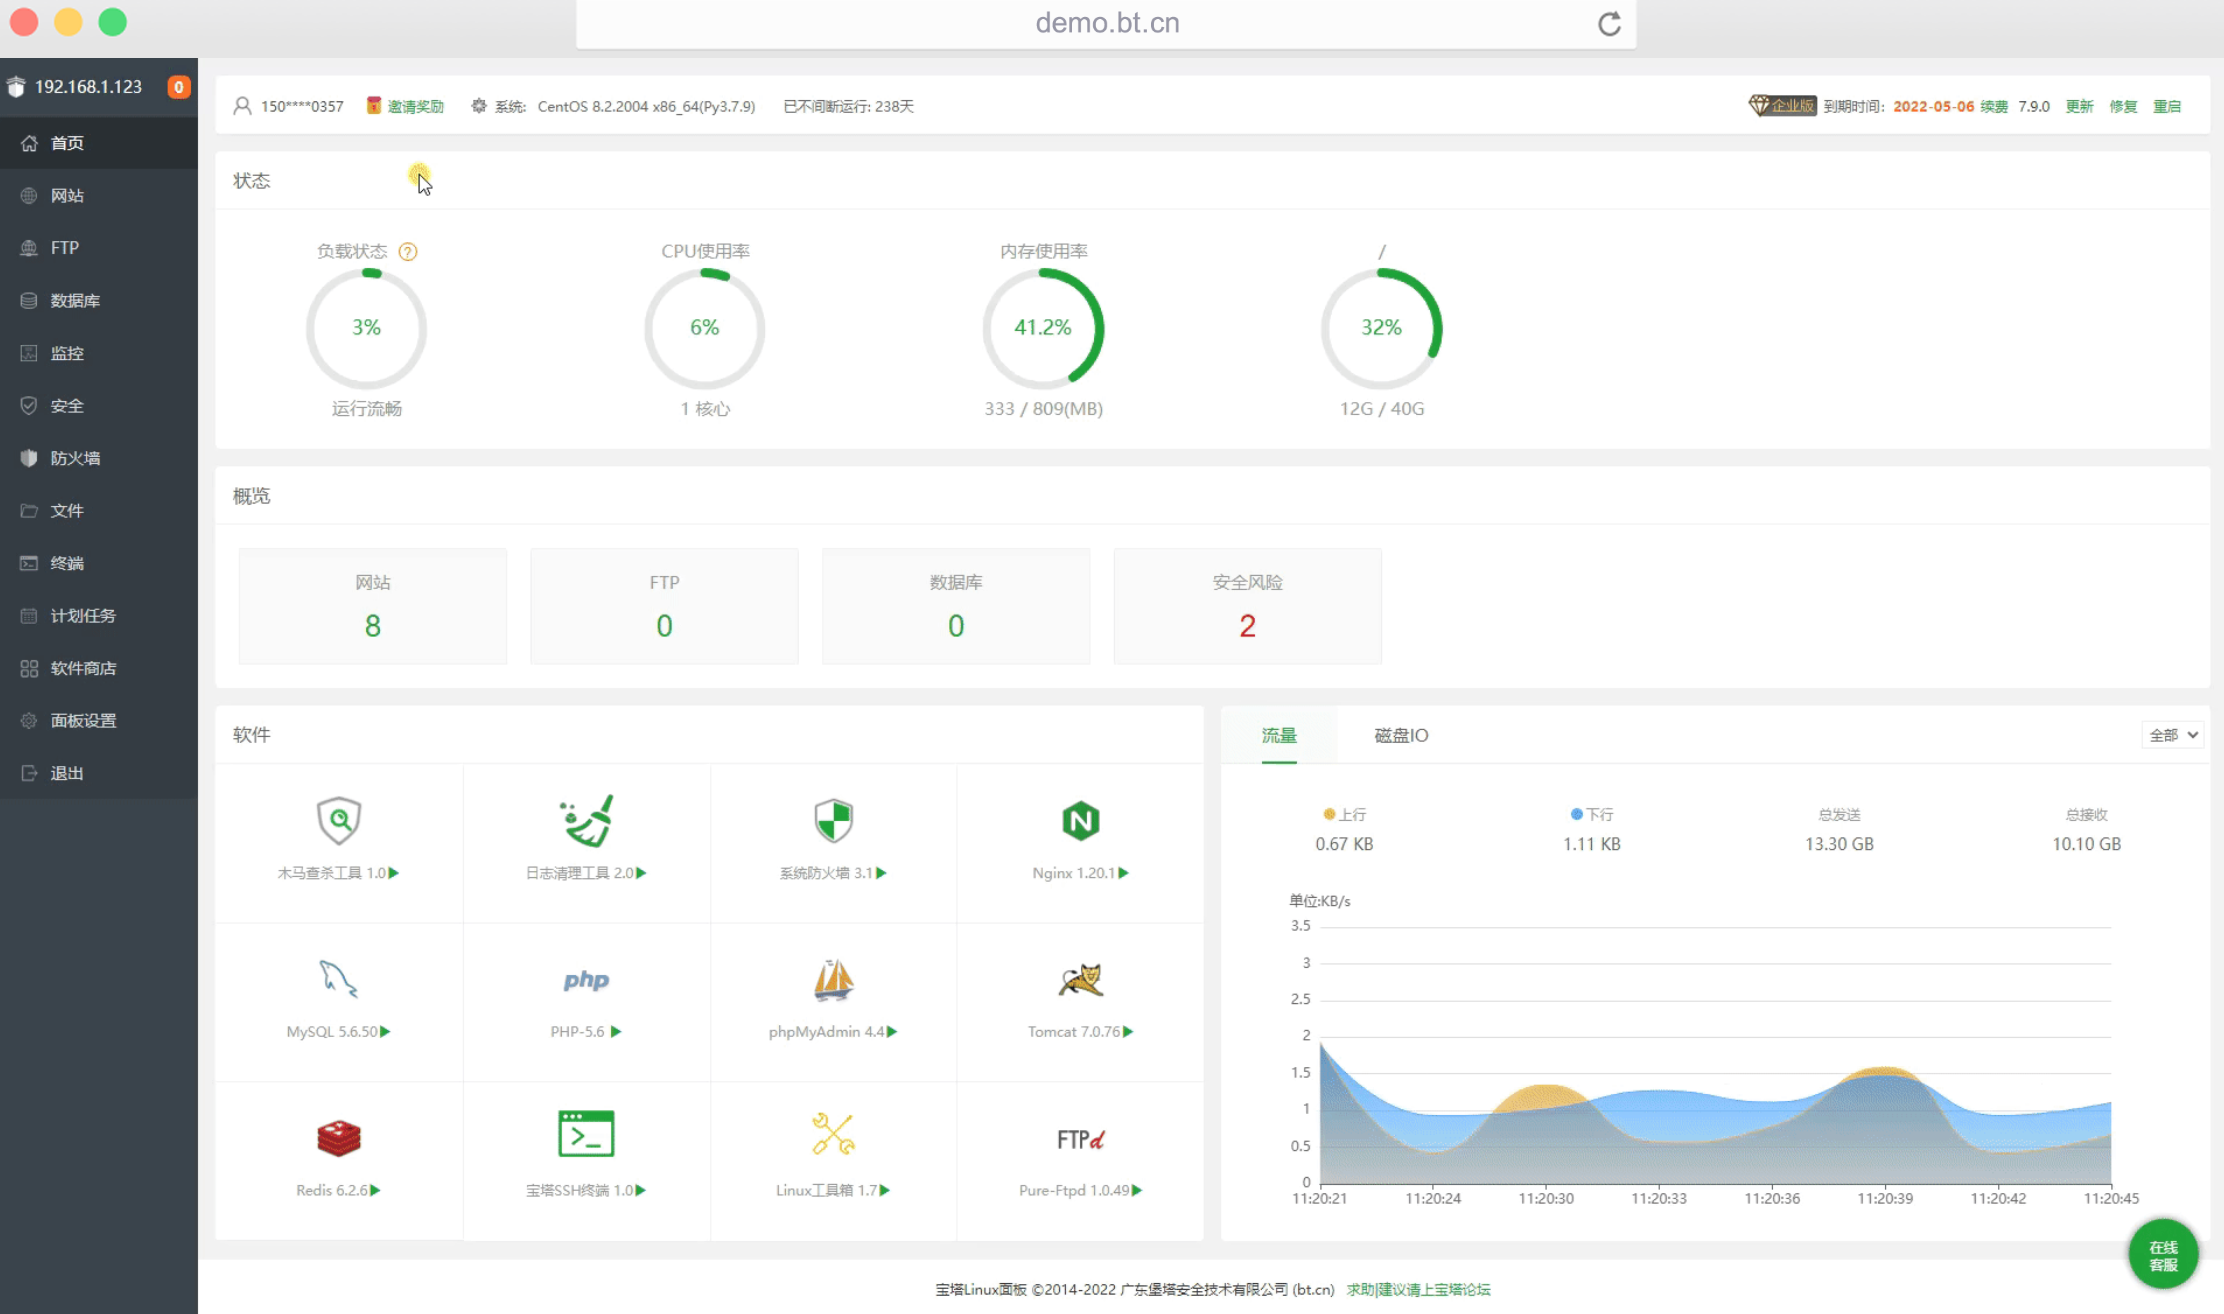 demo.bt.cn
192.168.1.123
0
首页
网站
FTP
数据库
监控
安全
防火墙
文件
终端
计划任务
软件商店
面板设置
退出
150****0357 邀请奖励 系统: CentOS 8.2.2004 x86_64(Py3.7.9) 已不间断运行: 238天
企业版 到期时间: 2022-05-06 续费 7.9.0 更新 修复 重启
状态
负载状态 ? CPU使用率 内存使用率 /
3% 6% 41.2% 32%
运行流畅 1 核心 333 / 809(MB) 12G / 40G
概览
网站 FTP 数据库 安全风险
8 0 0 2
软件
木马查杀工具 1.0 日志清理工具 2.0 系统防火墙 3.1 Nginx 1.20.1
php
MySQL 5.6.50 PHP-5.6 phpMyAdmin 4.4 Tomcat 7.0.76
FTPd
Redis 6.2.6 宝塔SSH终端 1.0 Linux工具箱 1.7 Pure-Ftpd 1.0.49
流量 磁盘IO 全部
上行 下行 总发送 总接收
0.67 KB 1.11 KB 13.30 GB 10.10 GB
单位:KB/s
3.5
3
2.5
2
1.5
1
0.5
0
11:20:21 11:20:24 11:20:30 11:20:33 11:20:36 11:20:39 11:20:42 11:20:45
在线
客服
宝塔Linux面板 ©2014-2022 广东堡塔安全技术有限公司 (bt.cn) 求助|建议请上宝塔论坛